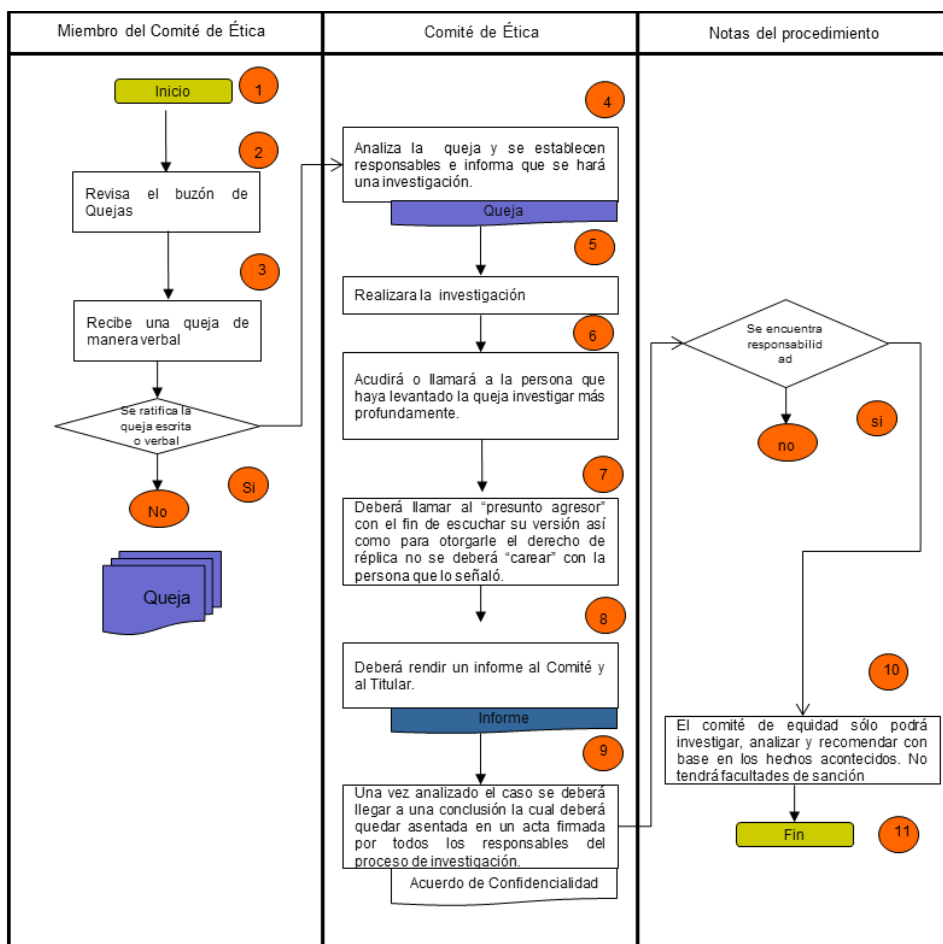 Miembro del Comité de Ética
Comité de Ética
Notas del procedimiento
Inicio
1
2
Revisa el buzón de
Quejas
3
Recibe una queja de
manera verbal
Se ratifica la
queja escrita
o verbal
Si
No
Queja
4
Analiza la queja y se establecen
responsables e informa que se hará
una investigación.
Queja
5
Realizara la investigación
6
Acudirá o llamará a la persona que
haya levantado la queja investigar más
profundamente.
7
Deberá llamar al “presunto agresor”
con el fin de escuchar su versión así
como para otorgarle el derecho de
réplica no se deberá “carear” con la
persona que lo señaló.
8
Deberá rendir un informe al Comité y
al Titular.
Informe
9
Una vez analizado el caso se deberá
llegar a una conclusión la cual deberá
quedar asentada en un acta firmada
por todos los responsables del
proceso de investigación.
Acuerdo de Confidencialidad
Se encuentra
responsabilid
ad
si
no
10
El comité de equidad sólo podrá
investigar, analizar y recomendar con
base en los hechos acontecidos. No
tendrá facultades de sanción
Fin
11